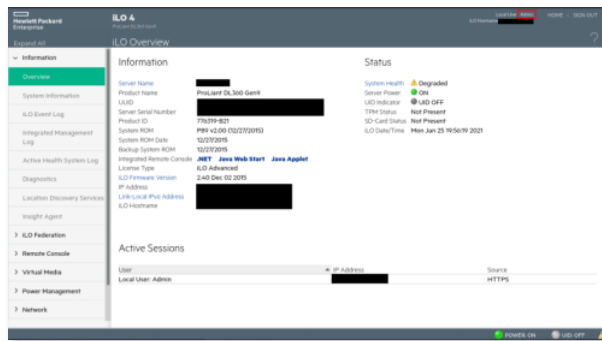 Hewlett Packard
Enterprise
iLO 4
ProLiant DL360 Gen9
Local User: Admin
iLO Hostname:
HOME
SIGN OUT
Expand All
iLO Overview
?
Information
Overview
System Information
iLO Event Log
Integrated Management
Log
Active Health System Log
Diagnostics
Location Discovery Services
Insight Agent
iLO Federation
Remote Console
Virtual Media
Power Management
Network
Information
Server Name
Product Name ProLiant DL360 Gen9
UUID
Server Serial Number
Product ID 776319-B21
System ROM P89 v2.00 (12/27/2015)
System ROM Date 12/27/2015
Backup System ROM 12/27/2015
Integrated Remote Console .NET Java Web Start Java Applet
License Type iLO Advanced
iLO Firmware Version 2.40 Dec 02 2015
IP Address
Link-Local IPv6 Address
iLO Hostname
Status
System Health Degraded
Server Power ON
UID Indicator UID OFF
TPM Status Not Present
SD-Card Status Not Present
iLO Date/Time Mon Jan 25 19:56:19 2021
Active Sessions
User IP Address Source
Local User: Admin HTTPS
POWER: ON UID: OFF